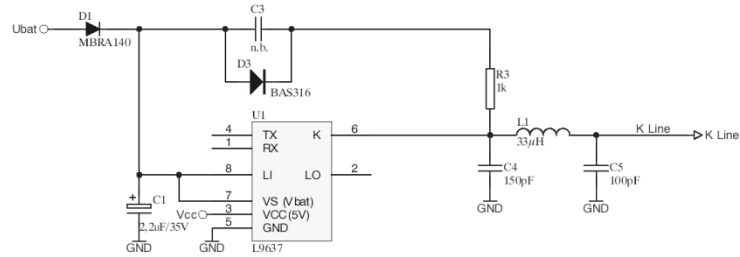 Ubat
D1
MBRA140
C3
n.b.
D3
BAS316
R3
1k
U1
4 TX K 6
1 RX
8 LI LO 2
7 VS (Vbat)
Vcc 3 VCC(5V)
5 GND
L9637
L1
33µH
K Line
K Line
C4
150pF
C5
100pF
GND
GND
+
C1
2,2uF/35V
GND
GND